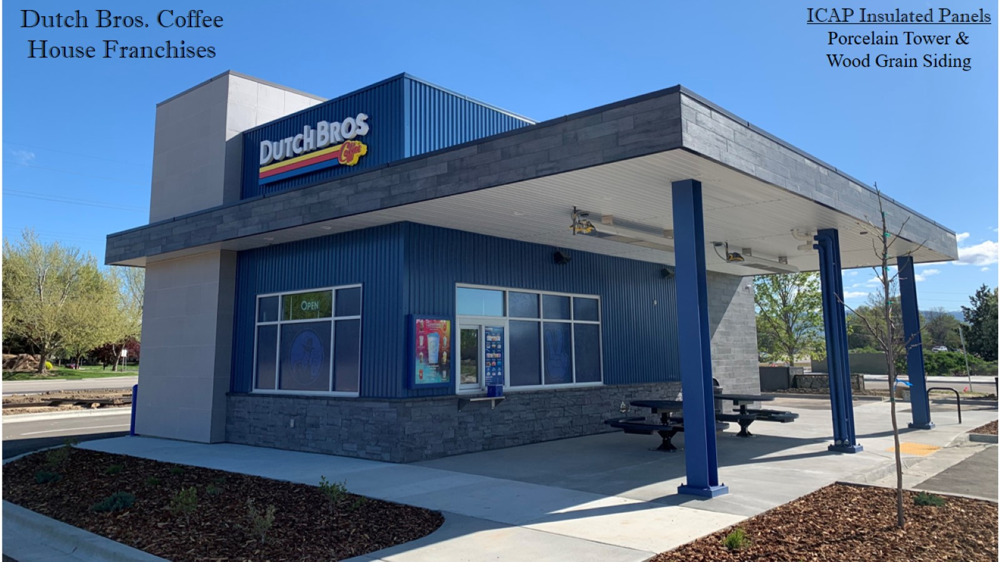 Dutch Bros. Coffee
House Franchises
ICAP Insulated Panels
Porcelain Tower &
Wood Grain Siding
DUTCH BROS
Coffee
OPEN